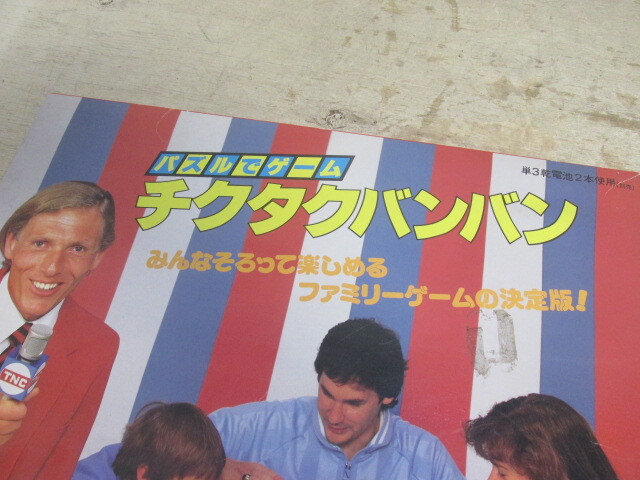 単3乾電池2本使用(別売)
パズルでゲーム
チクタクバンバン
みんなそろって楽しめる
ファミリーゲームの決定版!
TNC